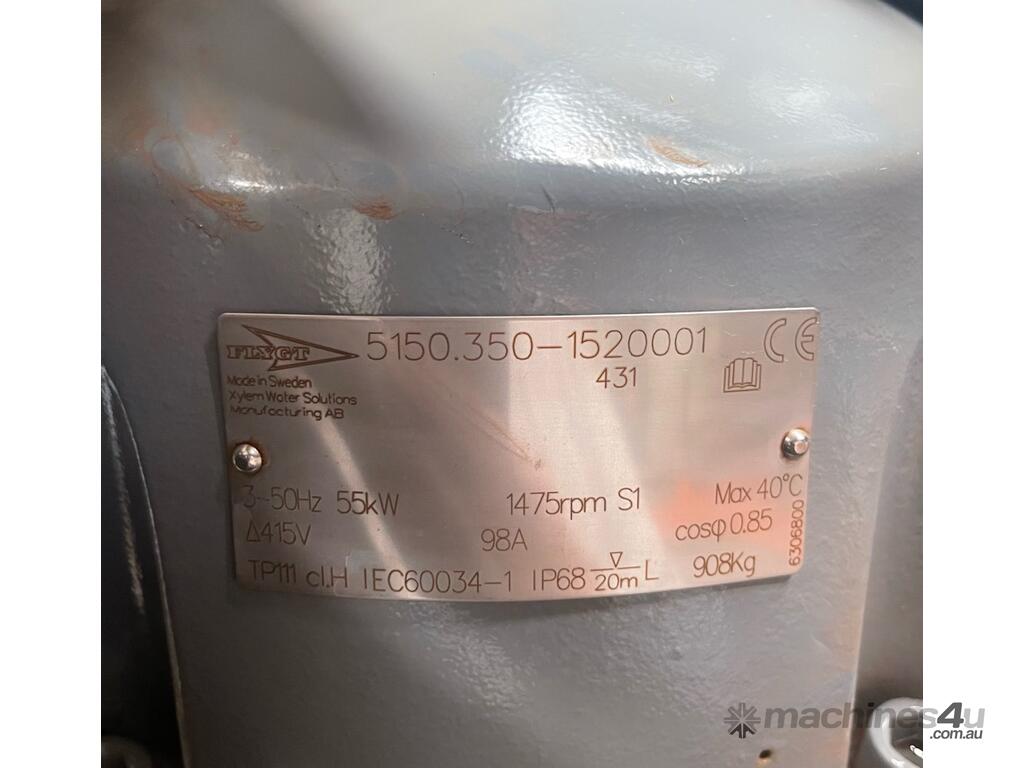 FLYGT 5150.350-1520001 CE
431
Made in Sweden
Xylem Water Solutions
Manufacturing AB
3~50Hz 55kW 1475rpm S1 Max 40°C
Δ415V 98A cosφ 0.85
TP111 cl.H IEC60034-1 IP68 ▽ 20m L 908Kg
6306800
machines4u
.com.au